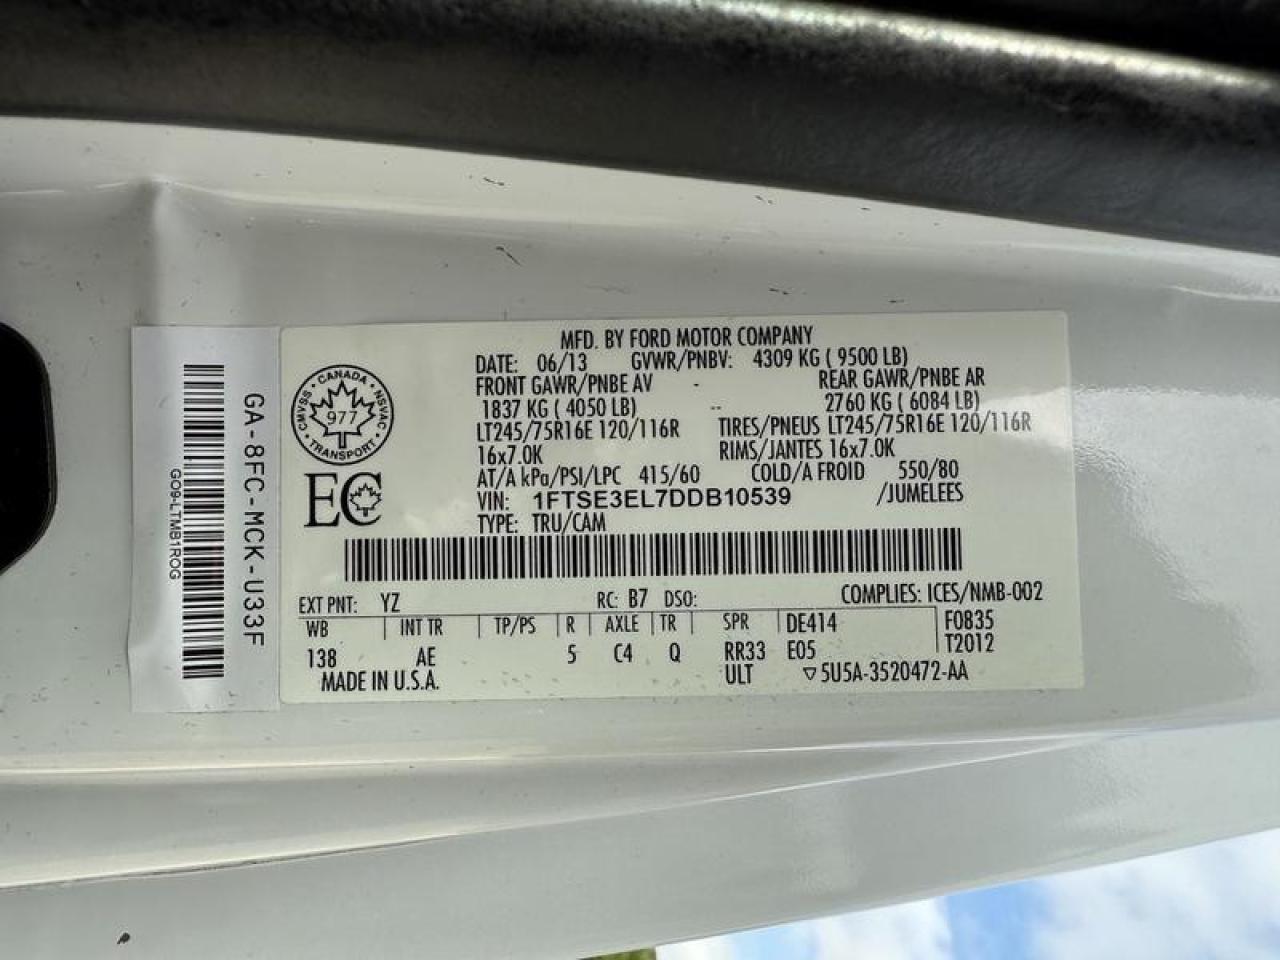 MFD. BY FORD MOTOR COMPANY
DATE: 06/13 GVWR/PNBV: 4309 KG ( 9500 LB)
FRONT GAWR/PNBE AV - REAR GAWR/PNBE AR
1837 KG ( 4050 LB) -- 2760 KG ( 6084 LB)
LT245/75R16E 120/116R TIRES/PNEUS LT245/75R16E 120/116R
16x7.0K RIMS/JANTES 16x7.0K
AT/A kPa/PSI/LPC 415/60 COLD/A FROID 550/80
VIN: 1FTSE3EL7DDB10539 /JUMELEES
TYPE: TRU/CAM
CANADA
CMVSS • NSVAC
977
TRANSPORT
EC
EXT PNT: YZ RC: B7 DSO: COMPLIES: ICES/NMB-002
WB INT TR TP/PS R AXLE TR SPR DE414 F0835
138 AE 5 C4 Q RR33 E05 T2012
MADE IN U.S.A. ULT ▽5U5A-3520472-AA
GA-8FC-MCK-U33F
GO9-LTMB1ROG